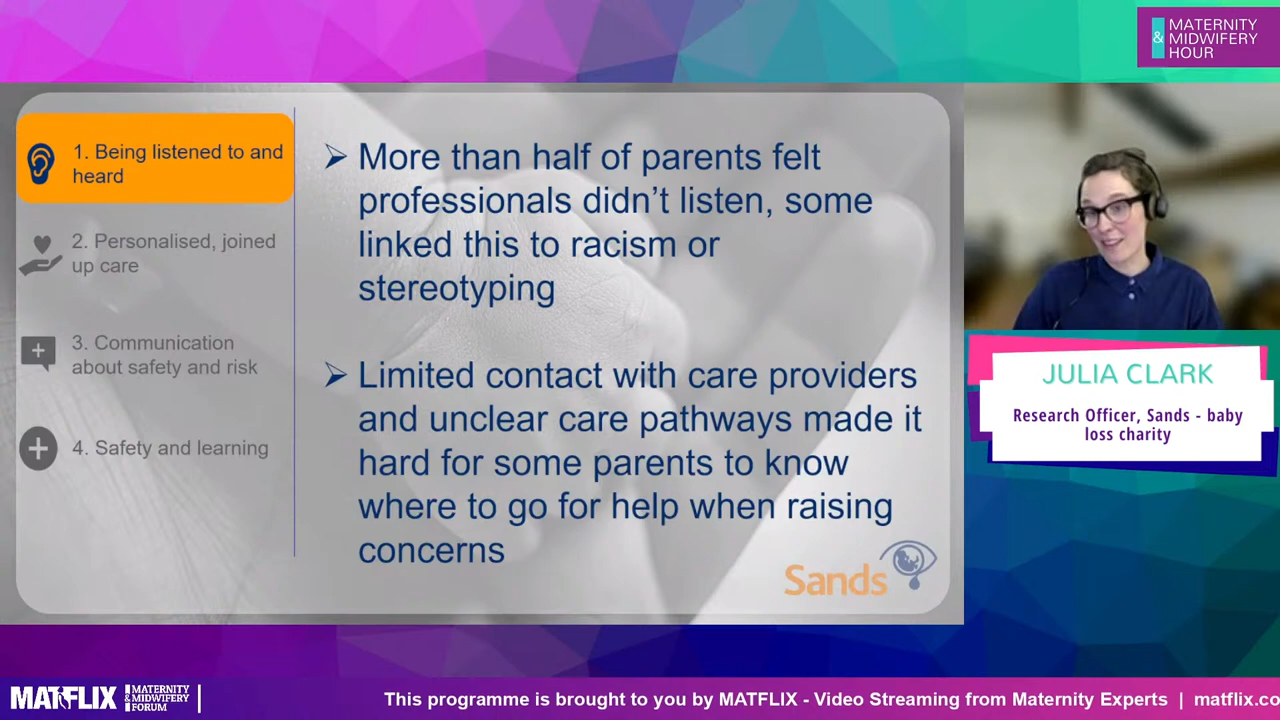 MATERNITY
& MIDWIFERY
HOUR
1. Being listened to and
heard
2. Personalised, joined
up care
3. Communication
about safety and risk
4. Safety and learning
➢ More than half of parents felt
professionals didn’t listen, some
linked this to racism or
stereotyping
➢ Limited contact with care providers
and unclear care pathways made it
hard for some parents to know
where to go for help when raising
concerns
Sands
JULIA CLARK
Research Officer, Sands - baby
loss charity
MATFLIX
MATERNITY
& MIDWIFERY
FORUM
This programme is brought to you by MATFLIX - Video Streaming from Maternity Experts | matflix.co